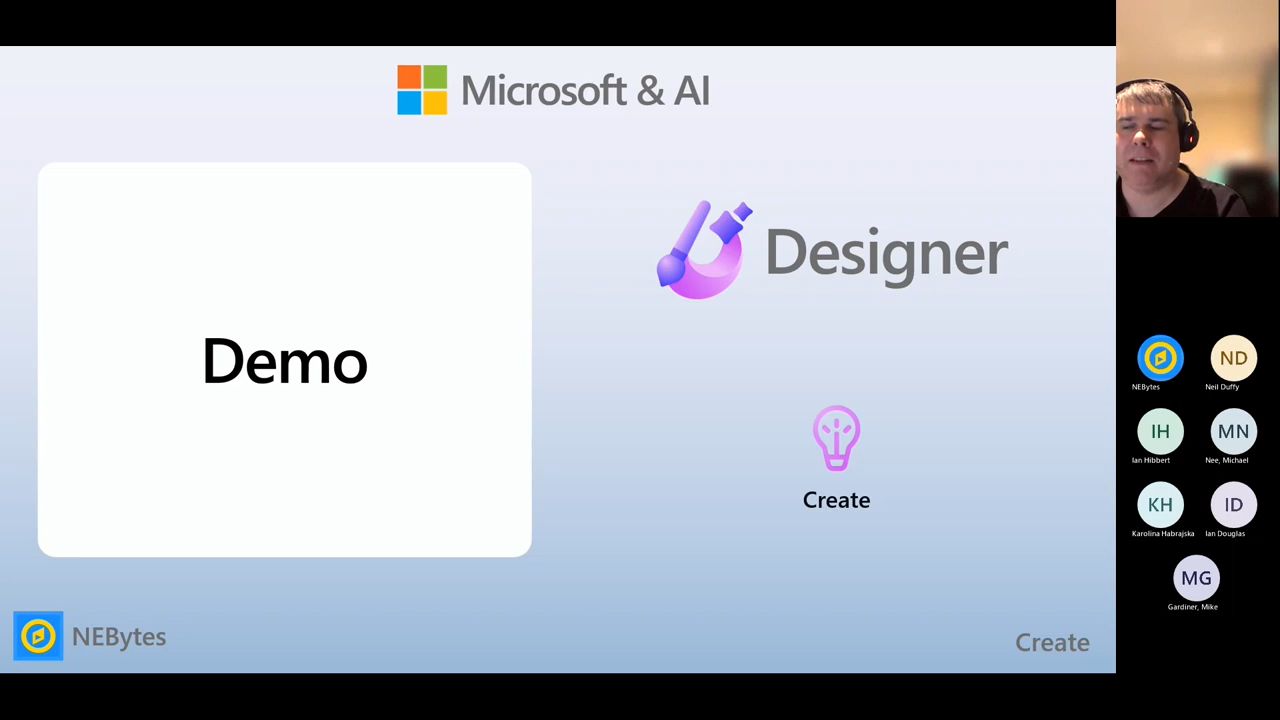 Microsoft & AI
Demo
Designer
Create
NEBytes
Create
NEBytes
ND
Neil Duffy
IH
Ian Hibbert
MN
Nee, Michael
KH
Karolina Habrajska
ID
Ian Douglas
MG
Gardiner, Mike